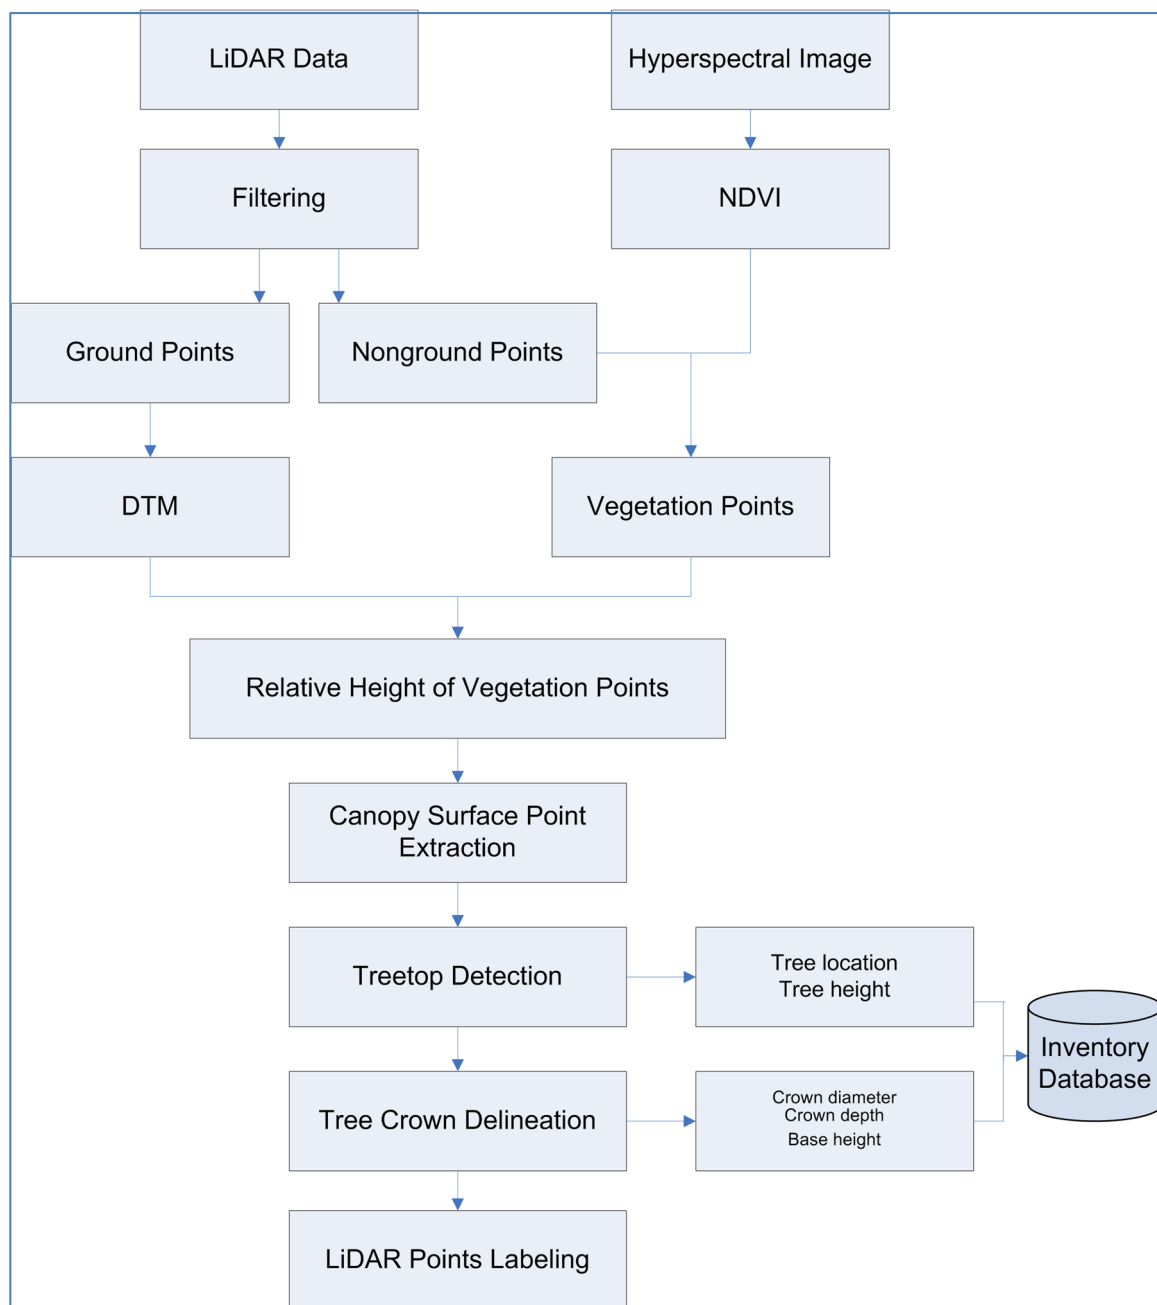 LiDAR Data
Hyperspectral Image
Filtering
NDVI
Ground Points
Nonground Points
DTM
Vegetation Points
Relative Height of Vegetation Points
Canopy Surface Point
Extraction
Treetop Detection
Tree location
Tree height
Inventory
Database
Tree Crown Delineation
Crown diameter
Crown depth
Base height
LiDAR Points Labeling